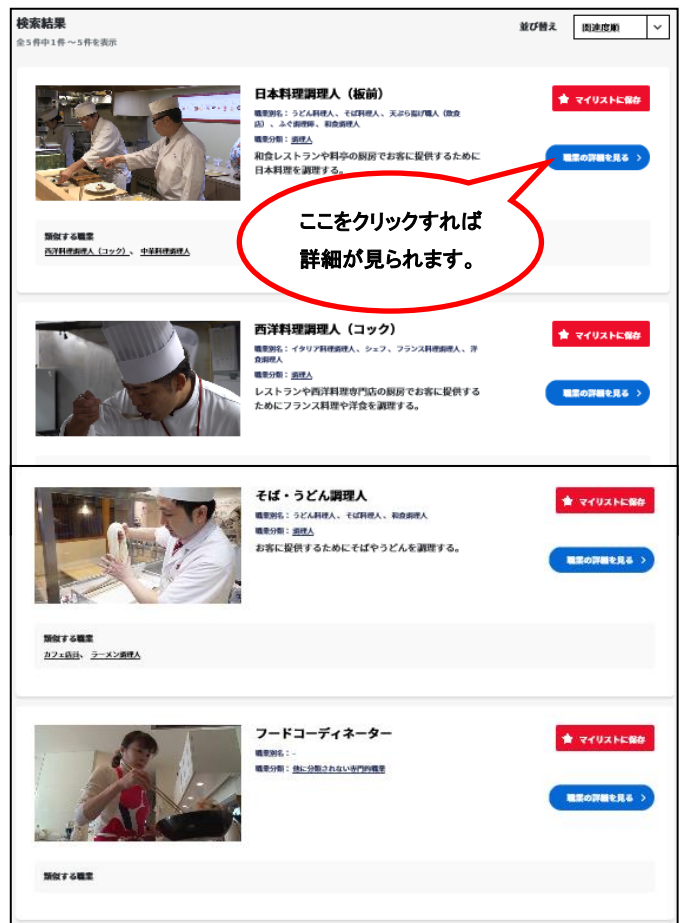 検索結果
並び替え 関連度順
全5件中1件～5件を表示
日本料理調理人（板前）
マイリストに保存
職業別名：うどん料理人、そば料理人、天ぷら揚げ職人（飲食
店）、ふぐ調理師、和食調理人
職業分類：調理人
和食レストランや料亭の厨房でお客に提供するために
日本料理を調理する。
職業の詳細を見る
ここをクリックすれば
詳細が見られます。
類似する職業
西洋料理調理人（コック）、中華料理調理人
西洋料理調理人（コック）
マイリストに保存
職業別名：イタリア料理調理人、シェフ、フランス料理調理人、洋
食調理人
職業分類：調理人
レストランや西洋料理専門店の厨房でお客に提供する
ためにフランス料理や洋食を調理する。
職業の詳細を見る
そば・うどん調理人
マイリストに保存
職業別名：うどん料理人、そば料理人、和食調理人
職業分類：調理人
お客に提供するためにそばやうどんを調理する。
職業の詳細を見る
類似する職業
カフェ店員、ラーメン調理人
フードコーディネーター
マイリストに保存
職業別名：-
職業分類：他に分類されない専門的職業
職業の詳細を見る
類似する職業